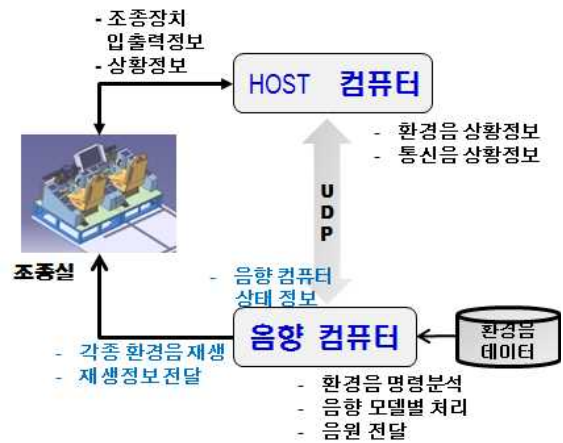 - 조종장치
입출력정보
- 상황정보
HOST 컴퓨터
- 환경음 상황정보
- 통신음 상황정보
UDP
조종실
- 음향 컴퓨터
상태 정보
음향 컴퓨터
환경음
데이터
- 각종 환경음 재생
- 재생정보 전달
- 환경음 명령분석
- 음향 모델별 처리
- 음원 전달